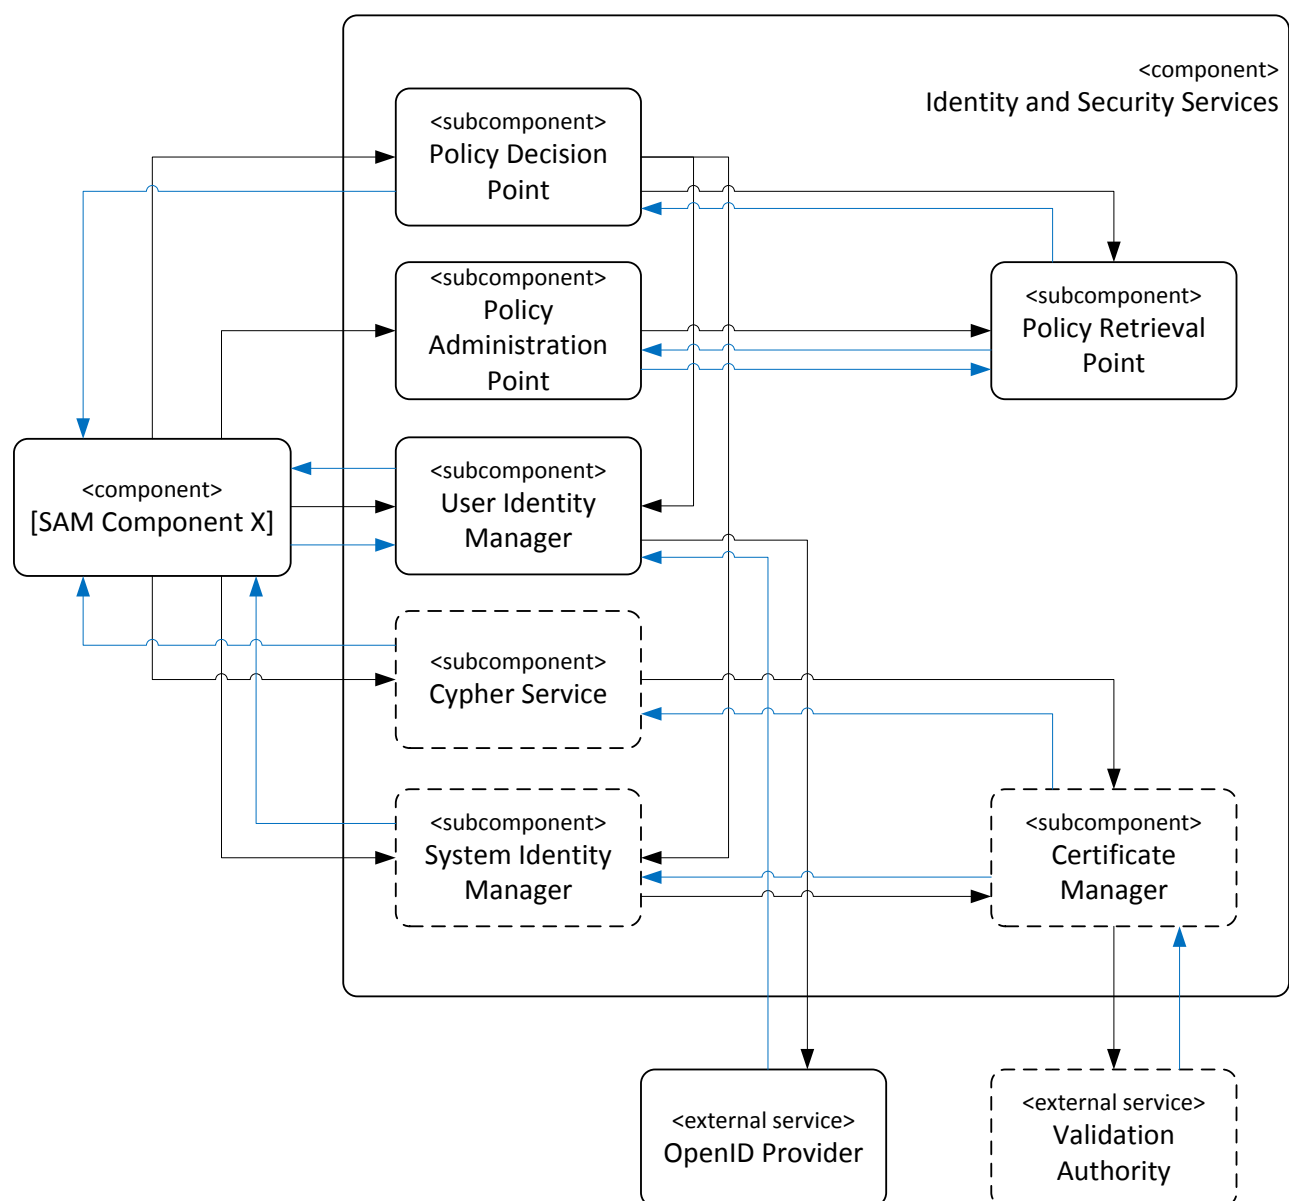 <component>
Identity and Security Services
<subcomponent>
Policy Decision
Point
<subcomponent>
Policy
Administration
Point
<subcomponent>
Policy Retrieval
Point
<component>
[SAM Component X]
<subcomponent>
User Identity
Manager
<subcomponent>
Cypher Service
<subcomponent>
System Identity
Manager
<subcomponent>
Certificate
Manager
<external service>
OpenID Provider
<external service>
Validation
Authority